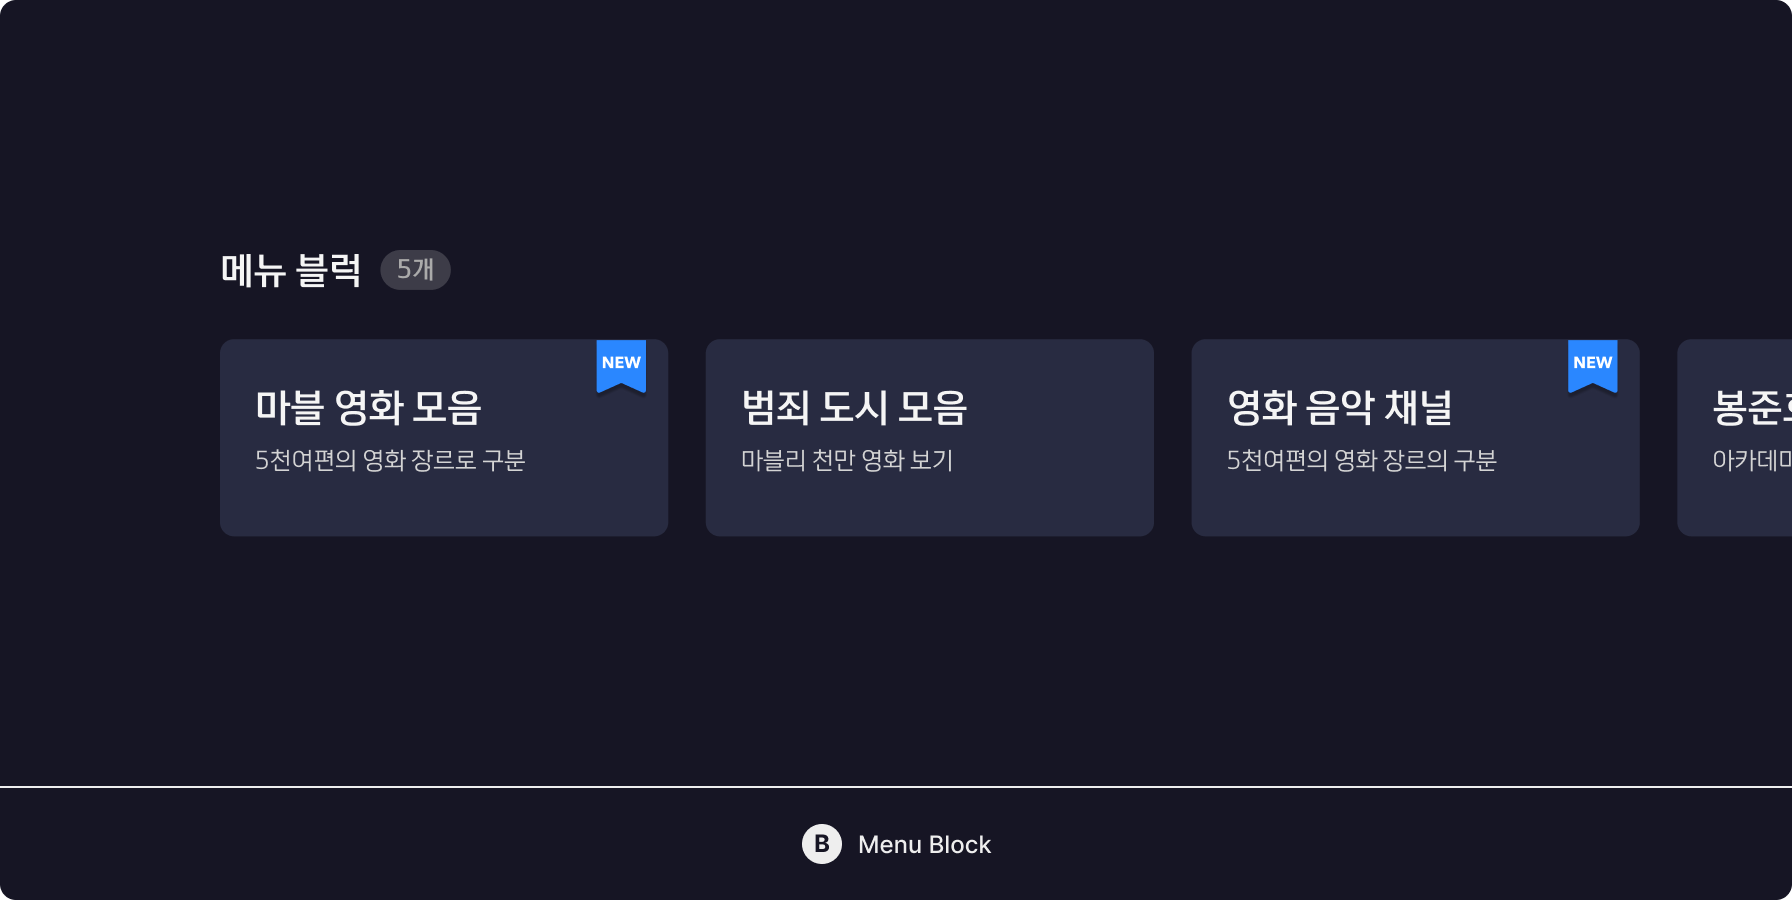 메뉴 블럭 5개
NEW
마블 영화 모음
5천여편의 영화 장르로 구분
범죄 도시 모음
마블리 천만 영화 보기
NEW
영화 음악 채널
5천여편의 영화 장르의 구분
봉준
아카데
B Menu Block